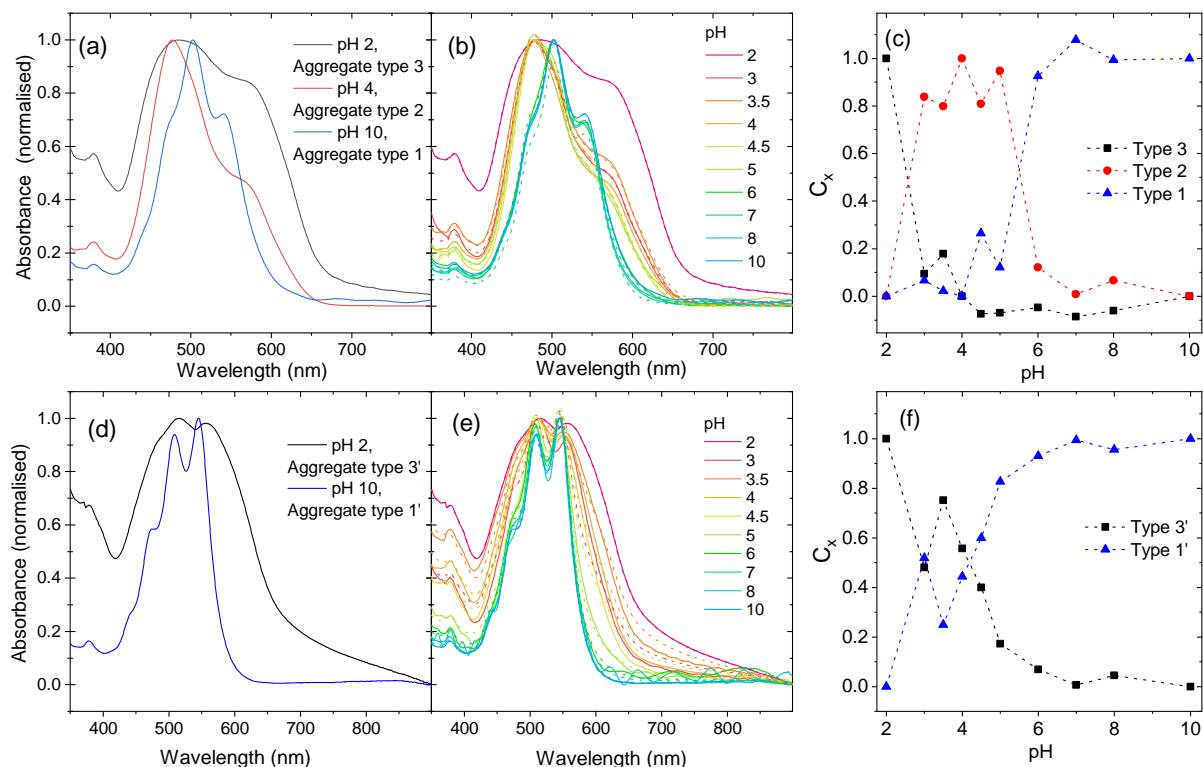 (a)
pH 2,
Aggregate type 3
pH 4,
Aggregate type 2
pH 10,
Aggregate type 1
Absorbance (normalised)
1.0
0.8
0.6
0.4
0.2
0.0
400 500 600 700
Wavelength (nm)
(b)
pH
2
3
3.5
4
4.5
5
6
7
8
10
400 500 600 700
Wavelength (nm)
(c)
Type 3
Type 2
Type 1
Cx
1.0
0.8
0.6
0.4
0.2
0.0
2 4 6 8 10
pH
(d)
pH 2,
Aggregate type 3'
pH 10,
Aggregate type 1'
Absorbance (normalised)
1.0
0.8
0.6
0.4
0.2
0.0
400 500 600 700 800
Wavelength (nm)
(e)
pH
2
3
3.5
4
4.5
5
6
7
8
10
400 500 600 700 800
Wavelength (nm)
(f)
Type 3'
Type 1'
Cx
1.0
0.8
0.6
0.4
0.2
0.0
2 4 6 8 10
pH